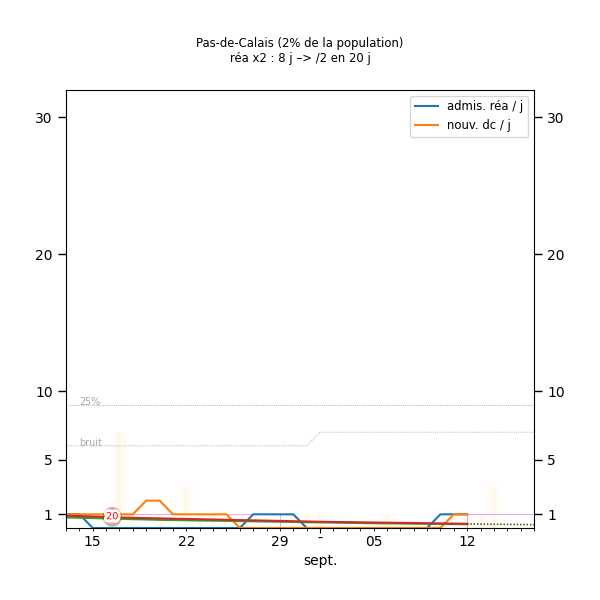 Pas-de-Calais (2% de la population)
réa x2 : 8 j –> /2 en 20 j
admis. réa / j
nouv. dc / j
30 30
20 20
10 10
25%
bruit
5 5
1 1
-20
15 22 29 - 05 12
sept.